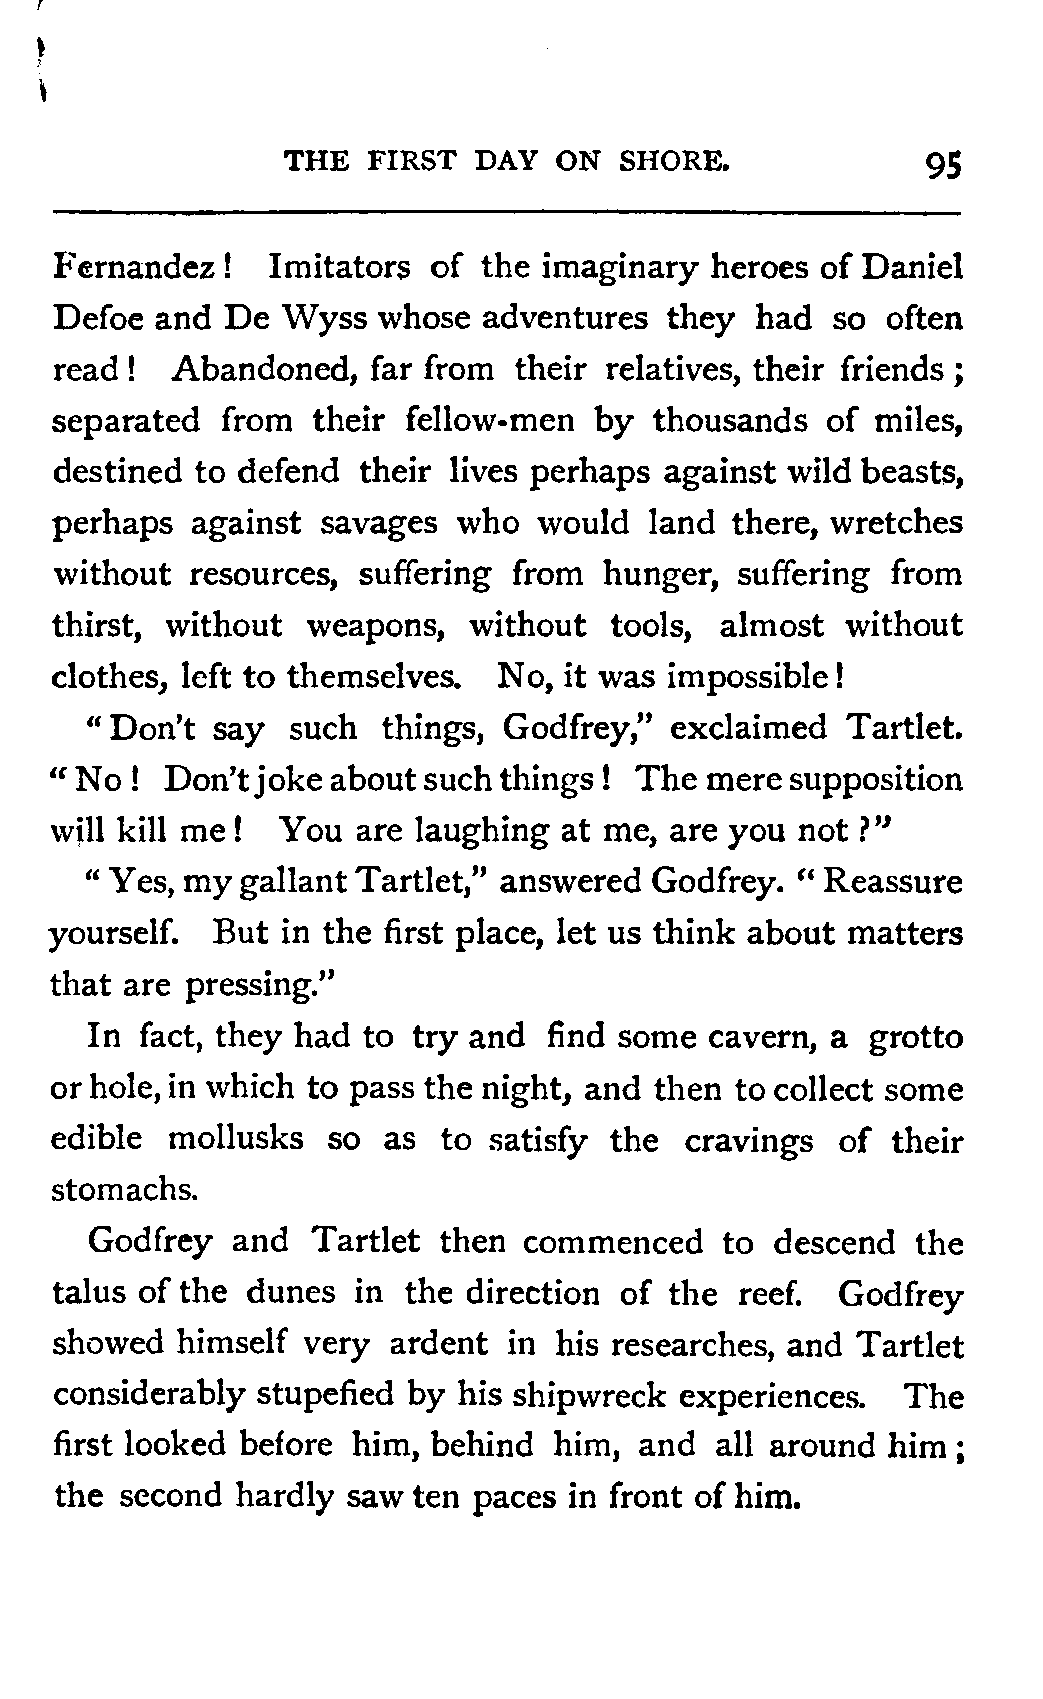 THE FIRST DAY ON SHORE. 95
Fernandez! Imitators of the imaginary heroes of Daniel
Defoe and De Wyss whose adventures they had so often
read! Abandoned, far from their relatives, their friends;
separated from their fellow-men by thousands of miles,
destined to defend their lives perhaps against wild beasts,
perhaps against savages who would land there, wretches
without resources, suffering from hunger, suffering from
thirst, without weapons, without tools, almost without
clothes, left to themselves. No, it was impossible!
"Don't say such things, Godfrey," exclaimed Tartlet.
"No! Don't joke about such things! The mere supposition
will kill me! You are laughing at me, are you not?"
"Yes, my gallant Tartlet," answered Godfrey. "Reassure
yourself. But in the first place, let us think about matters
that are pressing."
In fact, they had to try and find some cavern, a grotto
or hole, in which to pass the night, and then to collect some
edible mollusks so as to satisfy the cravings of their
stomachs.
Godfrey and Tartlet then commenced to descend the
talus of the dunes in the direction of the reef. Godfrey
showed himself very ardent in his researches, and Tartlet
considerably stupefied by his shipwreck experiences. The
first looked before him, behind him, and all around him;
the second hardly saw ten paces in front of him.